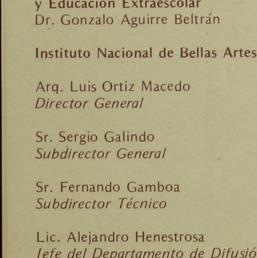 y Educación Extraescolar
Dr. Gonzalo Aguirre Beltrán
Instituto Nacional de Bellas Artes
Arq. Luis Ortiz Macedo
Director General
Sr. Sergio Galindo
Subdirector General
Sr. Fernando Gamboa
Subdirector Técnico
Lic. Alejandro Henestrosa
Jefe del Departamento de Difusió